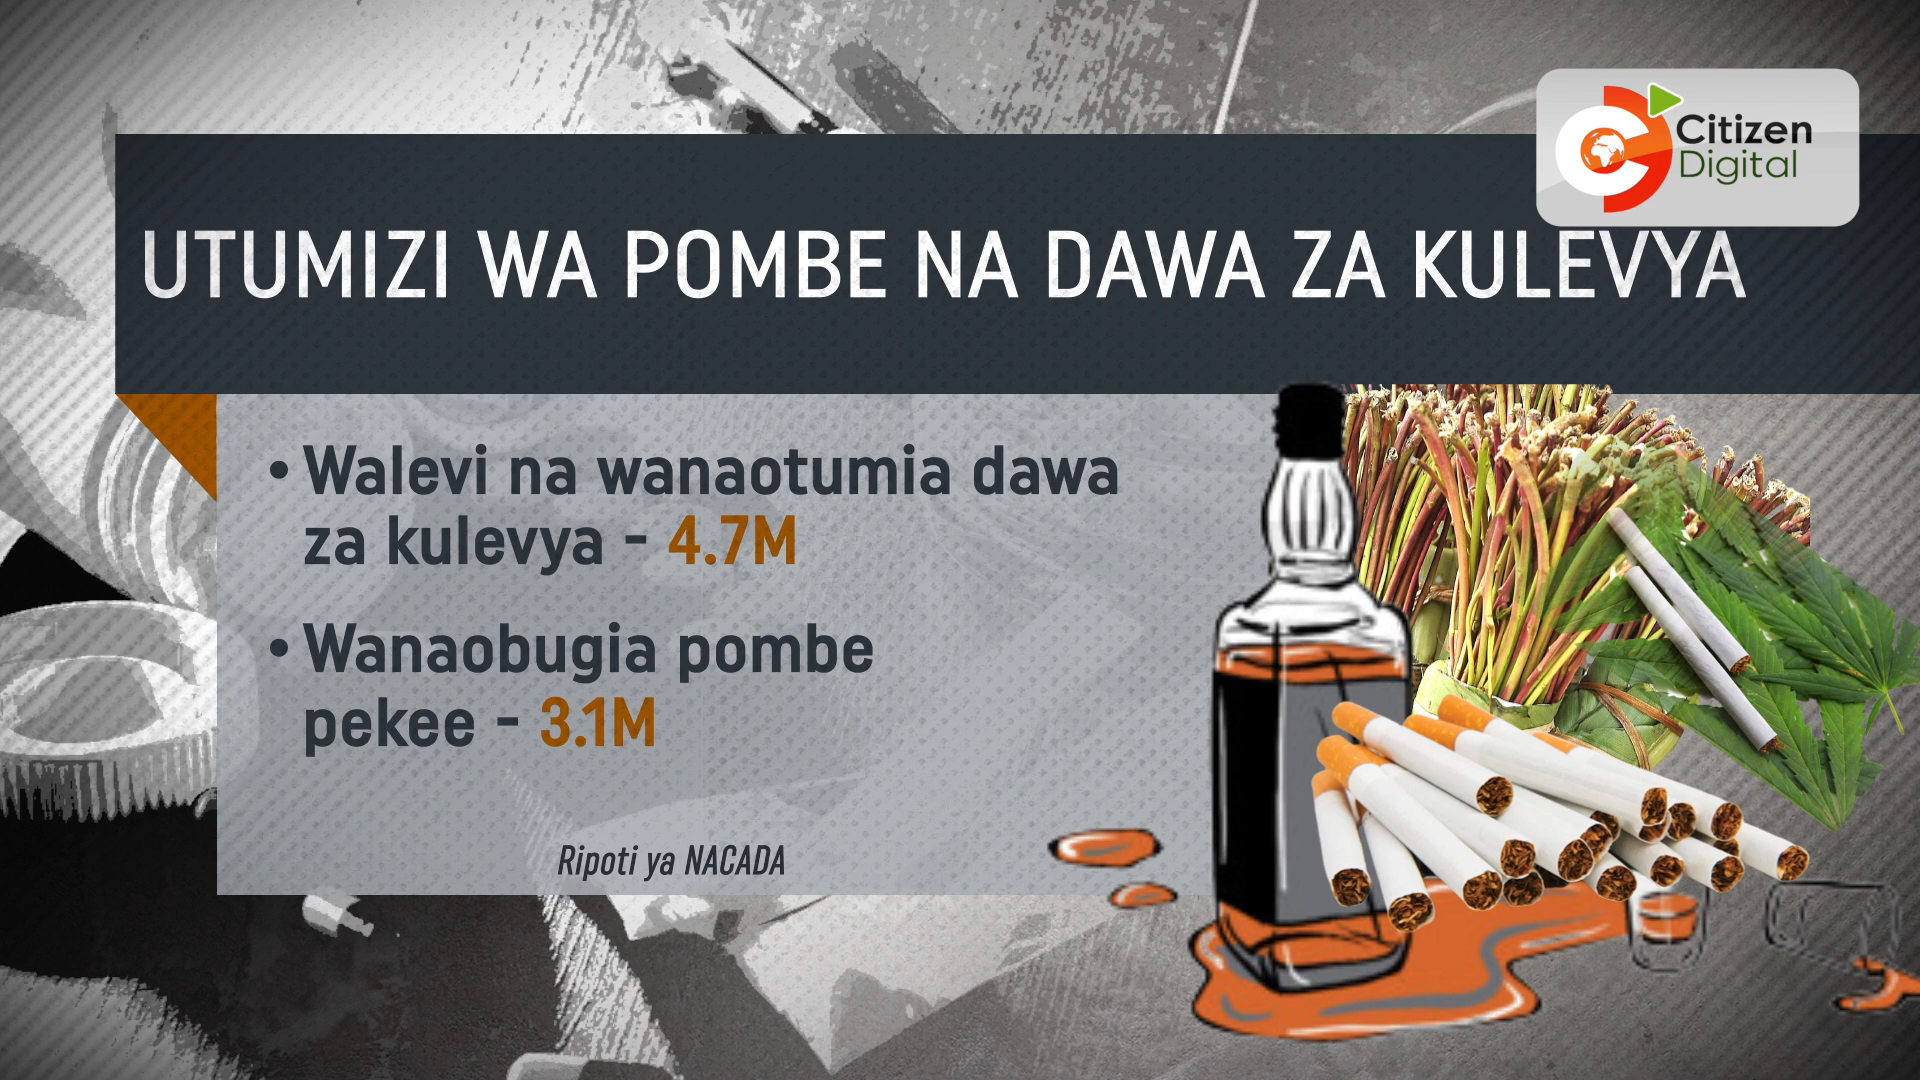 Citizen
Digital
UTUMIZI WA POMBE NA DAWA ZA KULEVYA
• Walevi na wanaotumia dawa
za kulevya - 4.7M
• Wanaobugia pombe
pekee - 3.1M
Ripoti ya NACADA